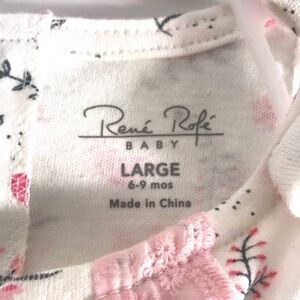 René Rofé
BABY
LARGE
6-9 mos
Made in China